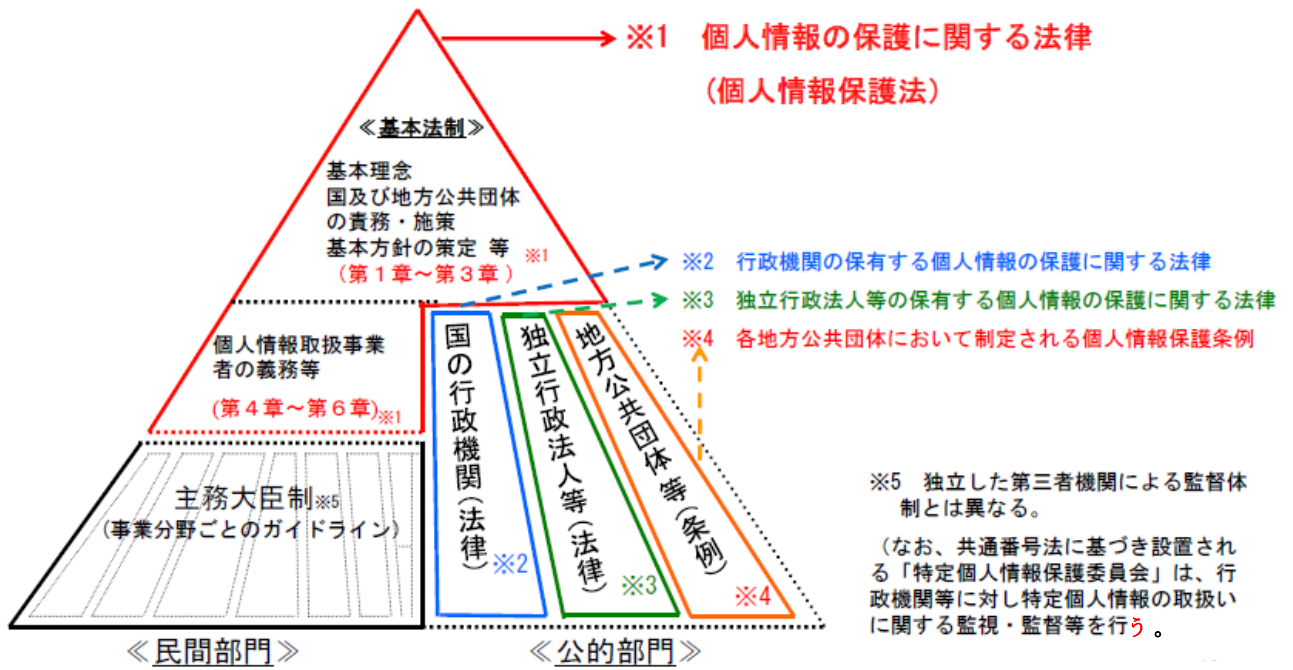 ※1　個人情報の保護に関する法律
(個人情報保護法)
≪基本法制≫
基本理念
国及び地方公共団体
の責務・施策
基本方針の策定 等
(第１章～第３章) ※1
個人情報取扱事業
者の義務等
(第４章～第６章)※1
主務大臣制※5
(事業分野ごとのガイドライン)
国の行政機関(法律)
※2
独立行政法人等(法律)
※3
地方公共団体等(条例)
※4
※2　行政機関の保有する個人情報の保護に関する法律
※3　独立行政法人等の保有する個人情報の保護に関する法律
※4　各地方公共団体において制定される個人情報保護条例
※5　独立した第三者機関による監督体
制とは異なる。
（なお、共通番号法に基づき設置され
る「特定個人情報保護委員会」は、行
政機関等に対し特定個人情報の取扱い
に関する監視・監督等を行う。
≪民間部門≫
≪公的部門≫